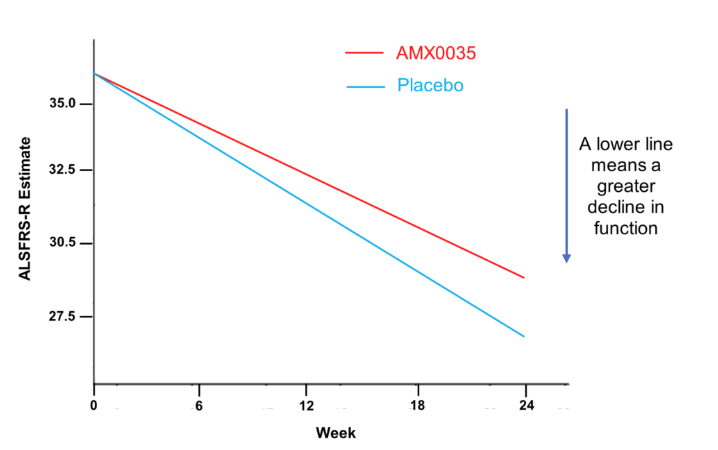 AMX0035
Placebo
35.0
32.5
30.5
27.5
ALSFRS-R Estimate
A lower line
means a
greater
decline in
function
0 6 12 18 24
Week